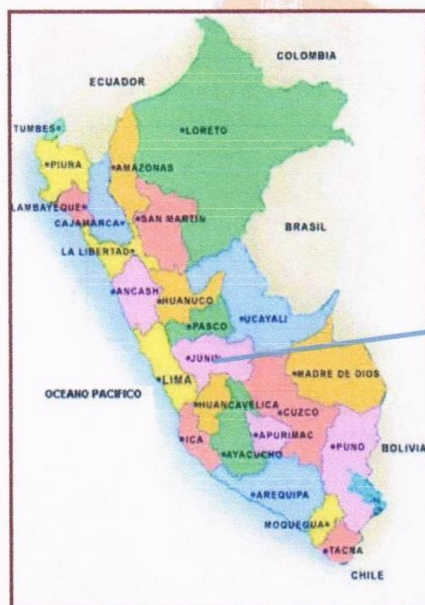 COLOMBIA
ECUADOR
TUMBES
LORETO
PIURA
AMAZONAS
LAMBAYEQUE
CAJAMARCA
SAN MARTIN
BRASIL
LA LIBERTAD
ANCASH
HUANUCO
PASCO
UCAYALI
JUNIN
LIMA
MADRE DE DIOS
OCEANO PACIFICO
HUANCAVELICA
CUZCO
ICA
APURIMAC
PUNO
BOLIVIA
AYACUCHO
AREQUIPA
MOQUEGUA
TACNA
CHILE